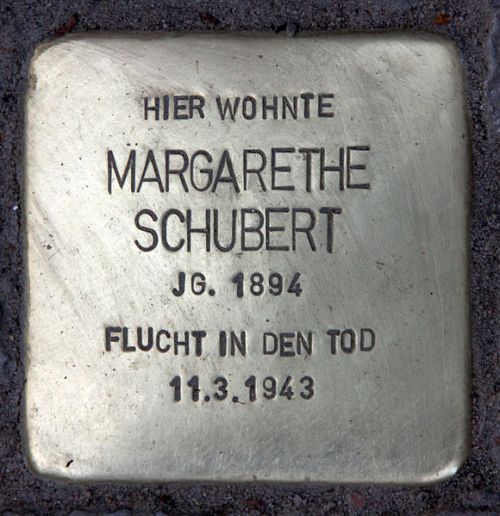 HIER WOHNTE
MARGARETHE
SCHUBERT
JG. 1894
FLUCHT IN DEN TOD
11.3.1943